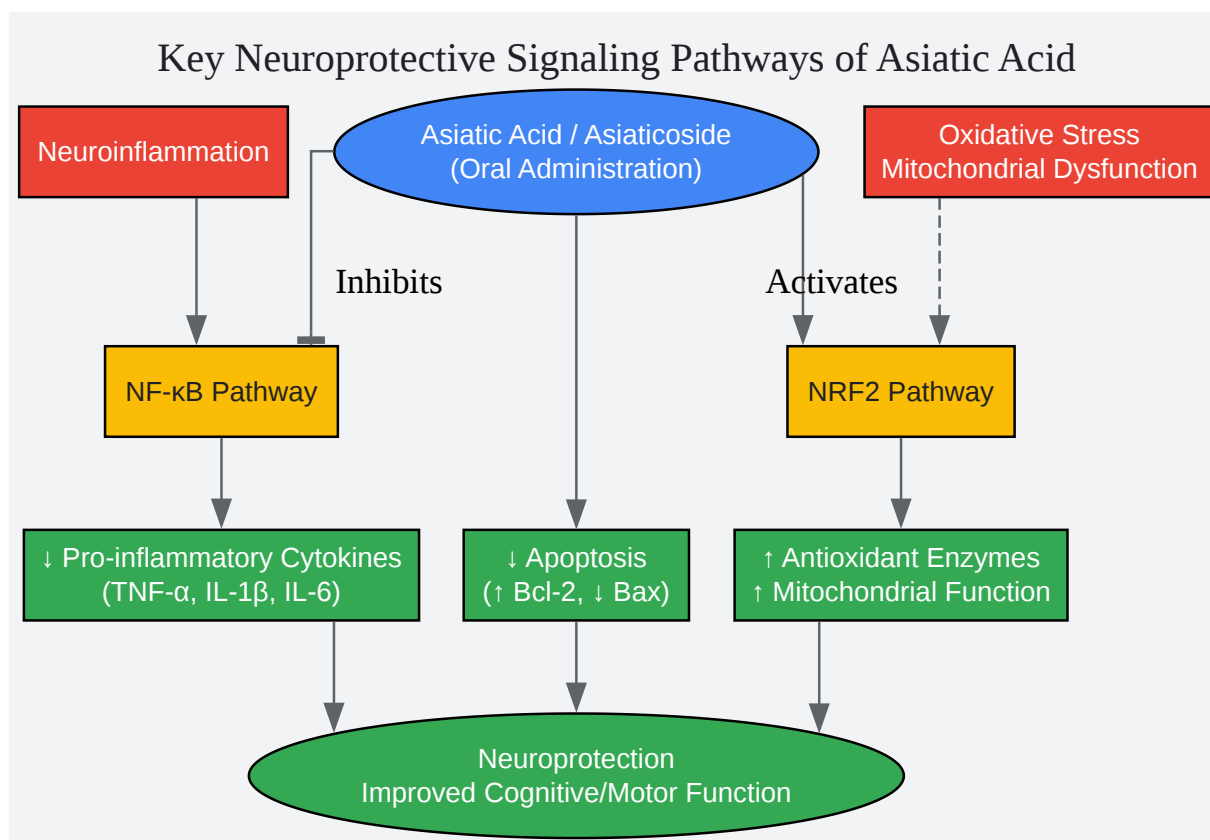 Key Neuroprotective Signaling Pathways of Asiatic Acid
Neuroinflammation
Asiatic Acid / Asiaticoside
(Oral Administration)
Oxidative Stress
Mitochondrial Dysfunction
Inhibits
Activates
NF-κB Pathway
NRF2 Pathway
↓ Pro-inflammatory Cytokines
(TNF-α, IL-1β, IL-6)
↓ Apoptosis
(↑ Bcl-2, ↓ Bax)
↑ Antioxidant Enzymes
↑ Mitochondrial Function
Neuroprotection
Improved Cognitive/Motor Function